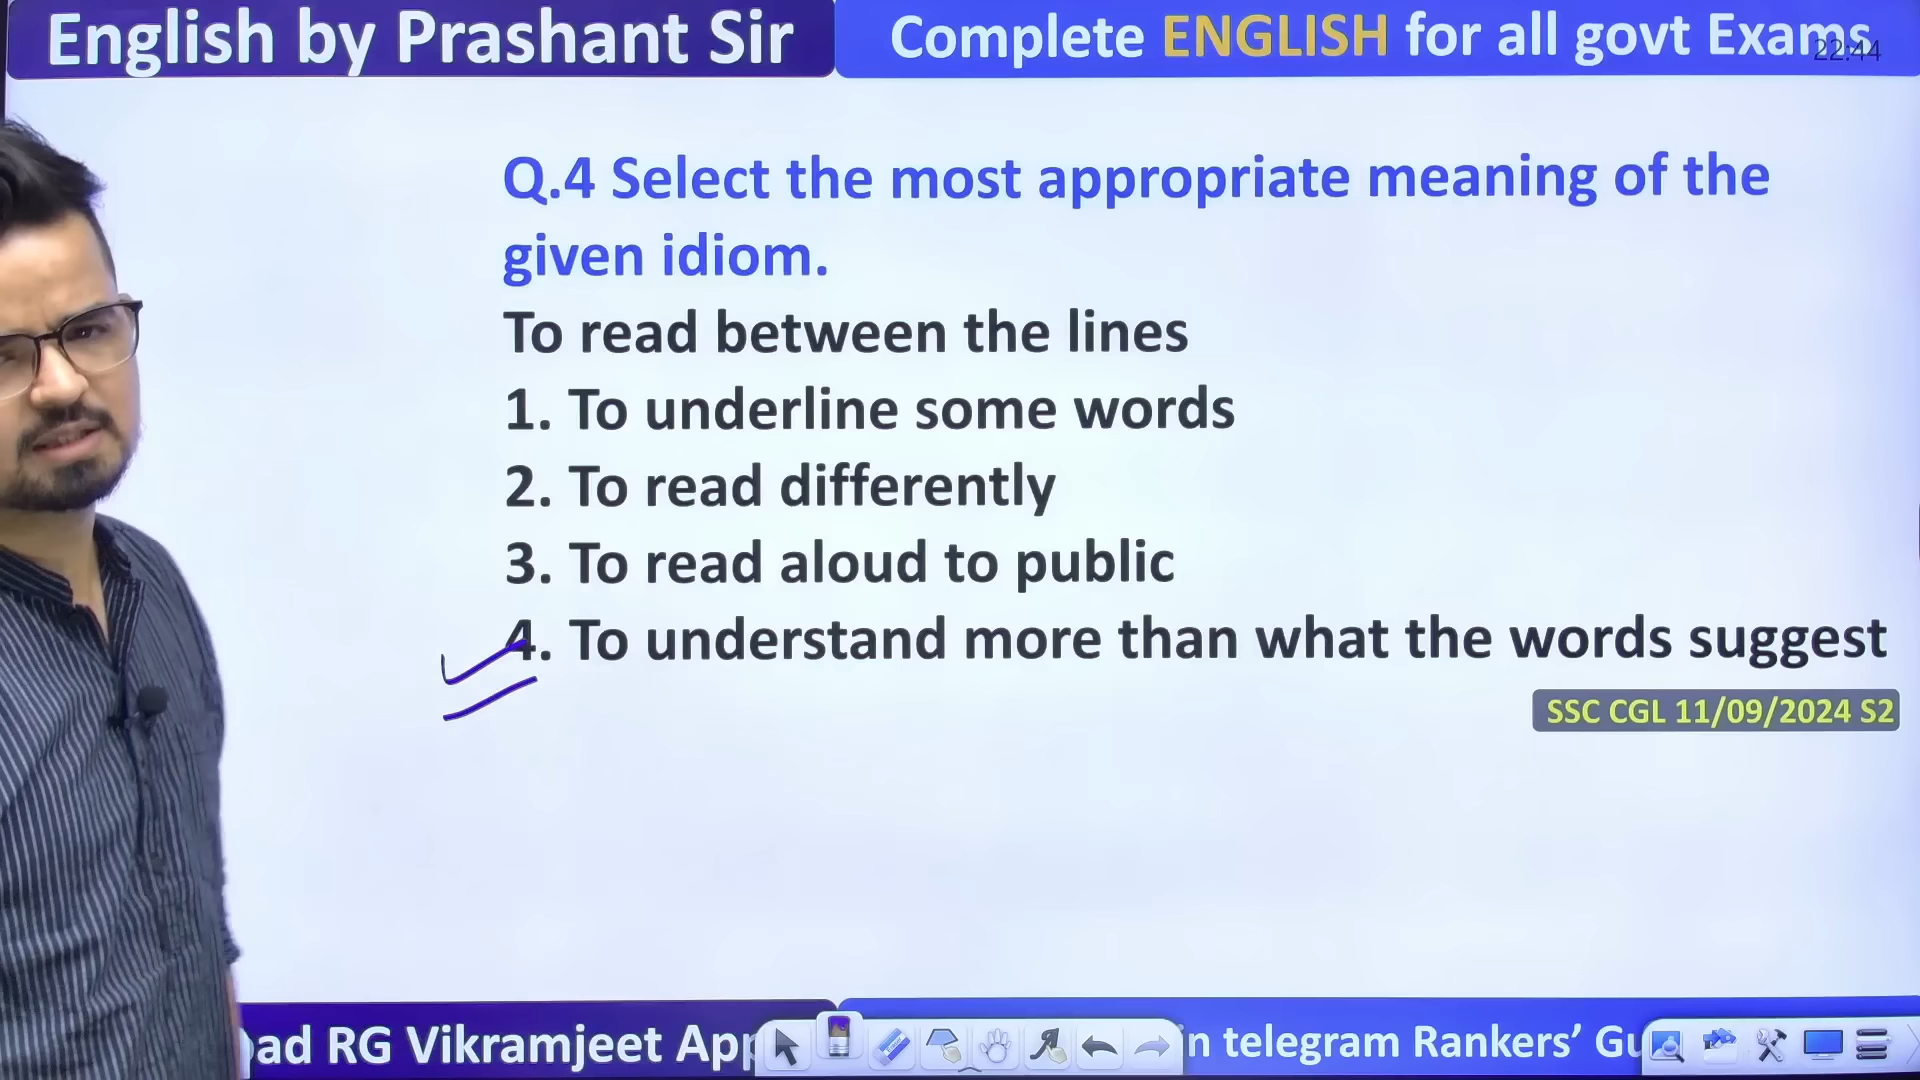 English by Prashant Sir
Complete ENGLISH for all govt Exams
22:44
Q.4 Select the most appropriate meaning of the
given idiom.
To read between the lines
1. To underline some words
2. To read differently
3. To read aloud to public
4. To understand more than what the words suggest
SSC CGL 11/09/2024 S2
RG Vikramjeet App
in telegram Rankers’